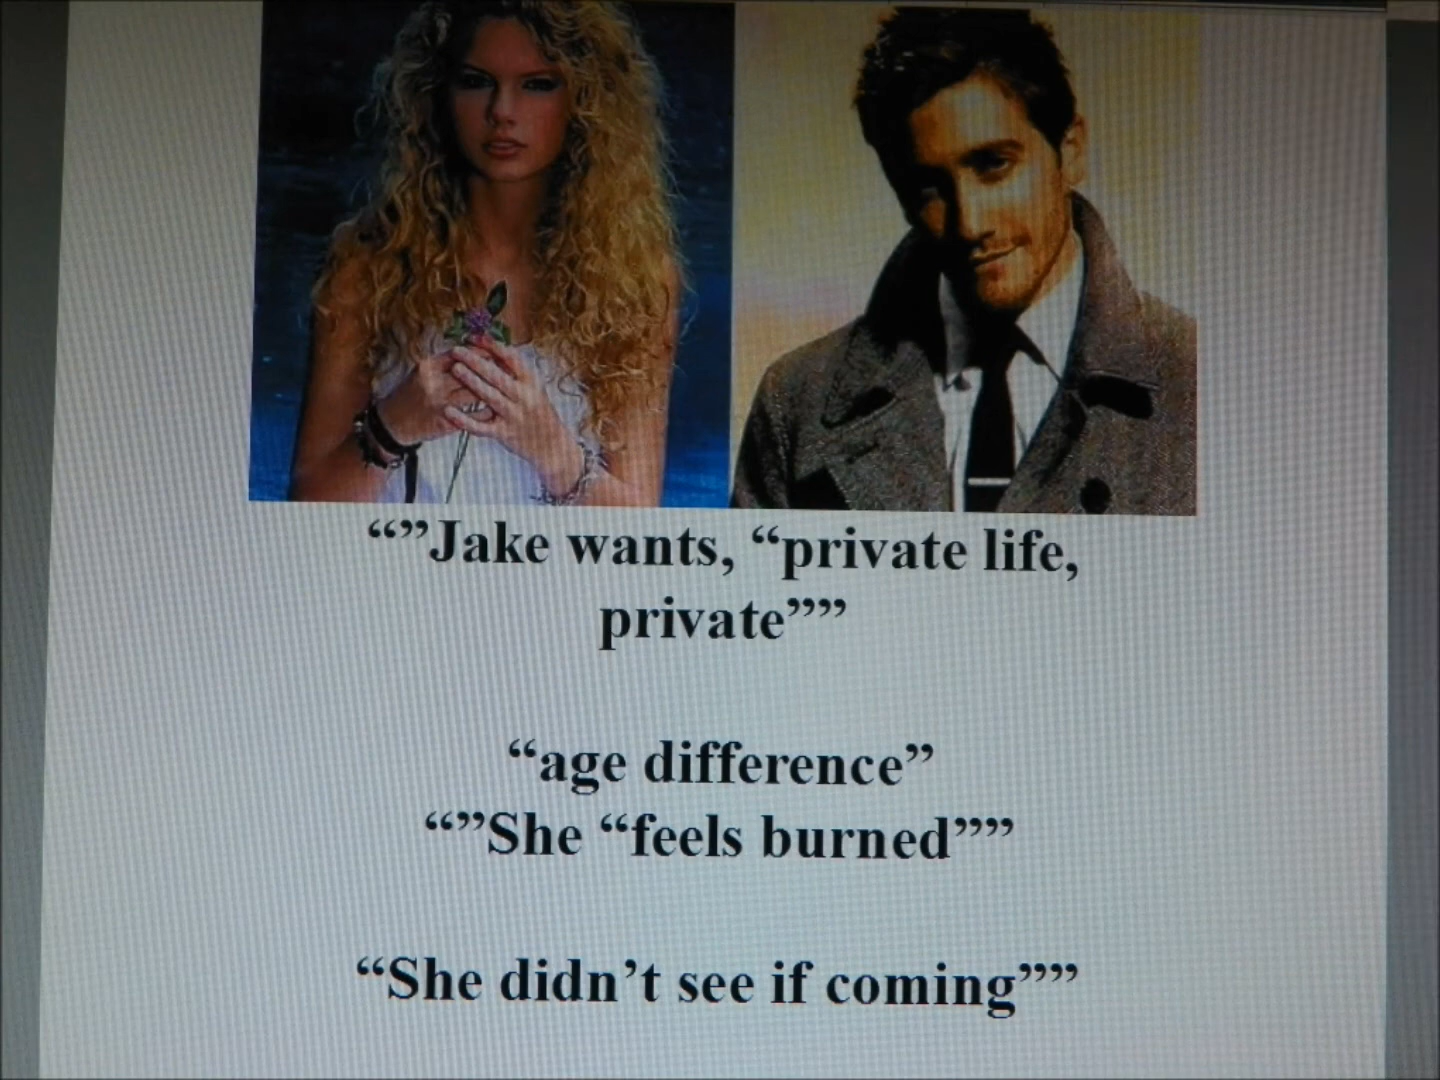 “”Jake wants, “private life,
private””
“age difference”
“”She “feels burned””
“She didn’t see if coming””